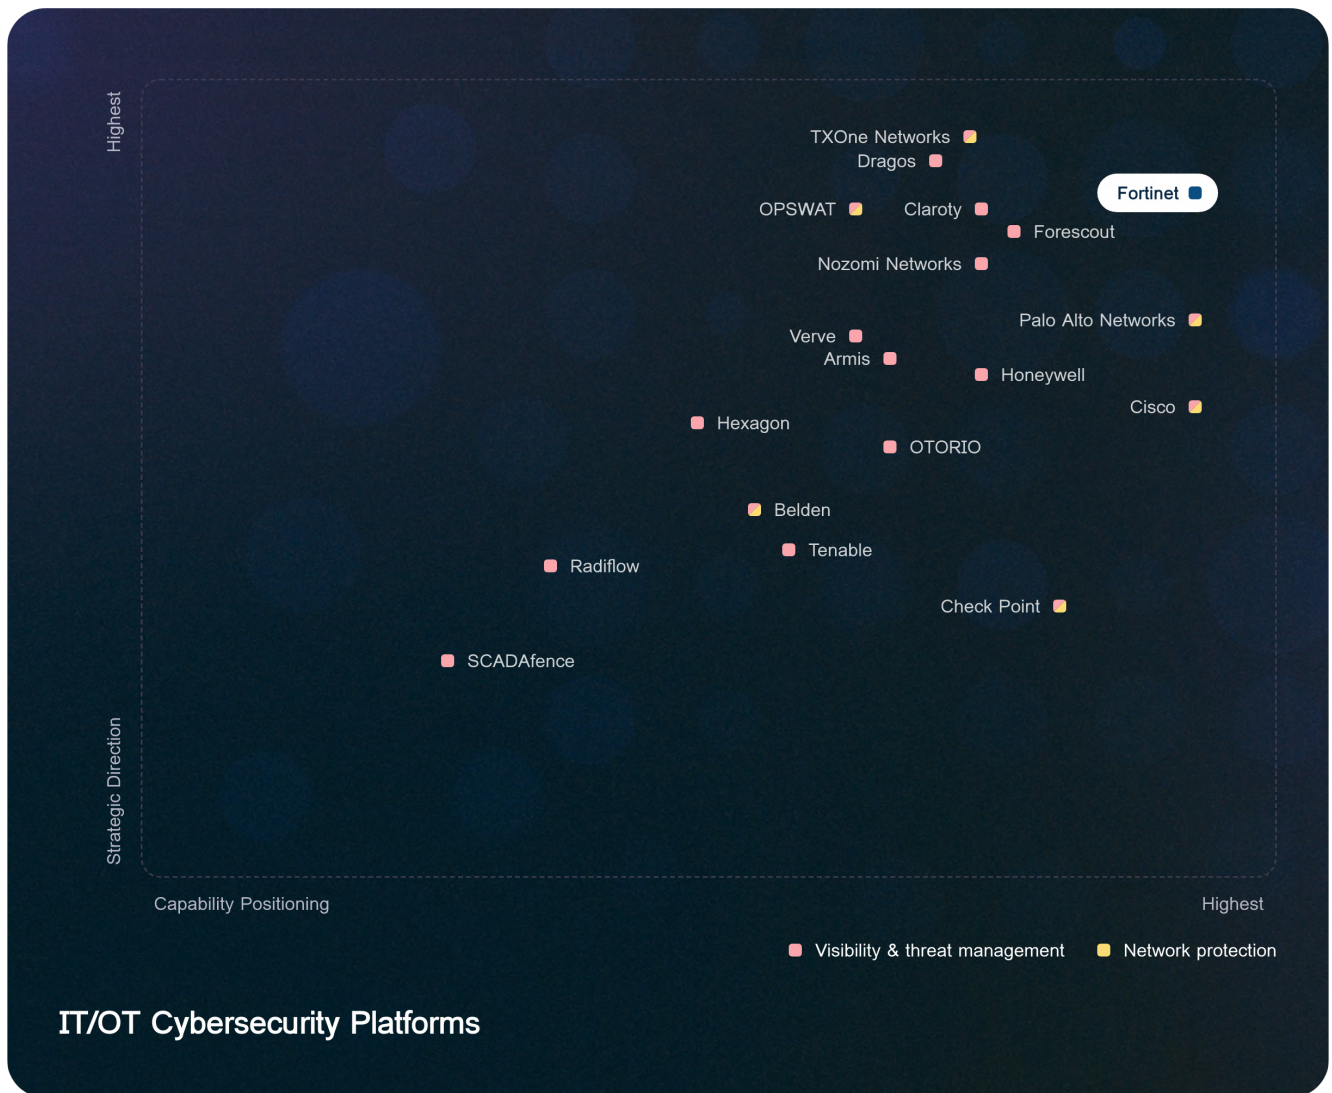 Highest
TXOne Networks
Dragos
Fortinet
OPSWAT
Claroty
Forescout
Nozomi Networks
Palo Alto Networks
Verve
Armis
Honeywell
Cisco
Hexagon
OTORIO
Belden
Tenable
Radiflow
Check Point
SCADAfence
Strategic Direction
Capability Positioning
Highest
Visibility & threat management
Network protection
IT/OT Cybersecurity Platforms